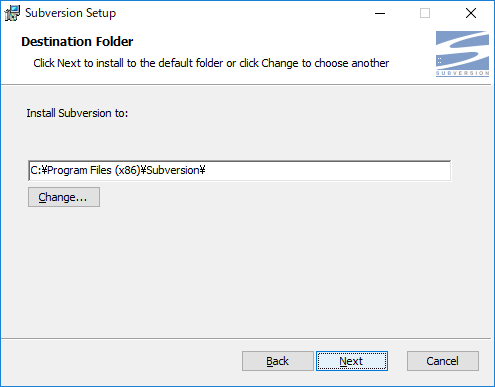 Subversion Setup
Destination Folder
Click Next to install to the default folder or click Change to choose another
SUBVERSION
Install Subversion to:
C:¥Program Files (x86)¥Subversion¥
Change...
Back Next Cancel